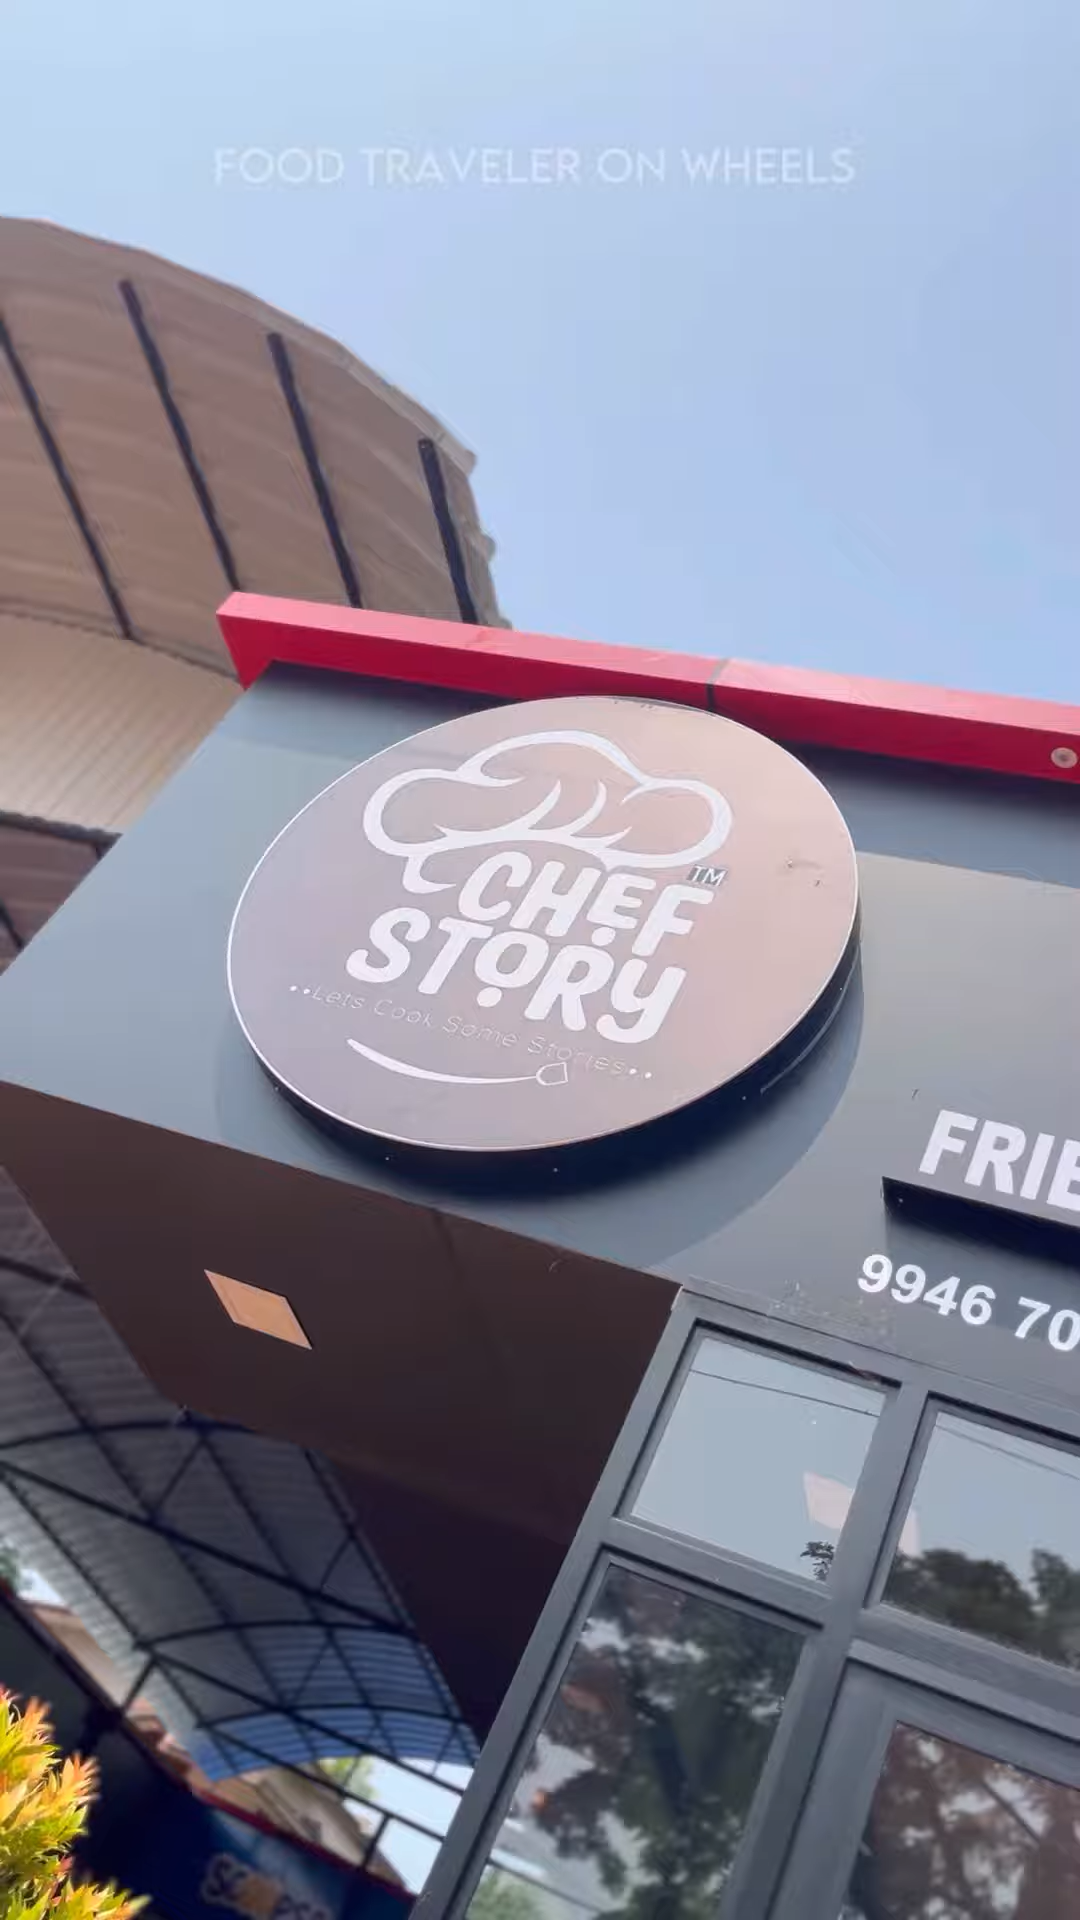 FOOD TRAVELER ON WHEELS
CHEF TM
STORY
..Lets Cook Some Stories..
FRIE
9946 70